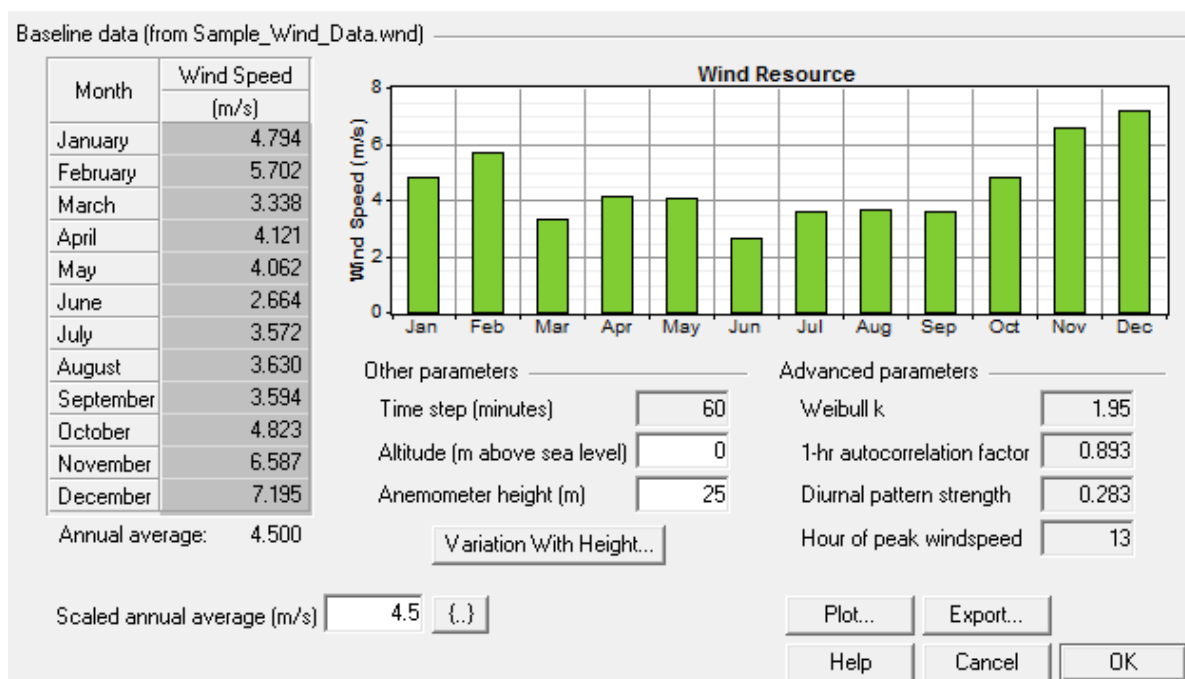 Baseline data (from Sample_Wind_Data.wnd)
Month Wind Speed
(m/s)
January 4.794
February 5.702
March 3.338
April 4.121
May 4.062
June 2.664
July 3.572
August 3.630
September 3.594
October 4.823
November 6.587
December 7.195
Annual average: 4.500
Wind Resource
Wind Speed (m/s)
8
6
4
2
0
Jan Feb Mar Apr May Jun Jul Aug Sep Oct Nov Dec
Other parameters
Time step (minutes) 60
Altitude (m above sea level) 0
Anemometer height (m) 25
Variation With Height...
Advanced parameters
Weibull k 1.95
1-hr autocorrelation factor 0.893
Diurnal pattern strength 0.283
Hour of peak windspeed 13
Scaled annual average (m/s) 4.5 {..}
Plot... Export...
Help Cancel OK